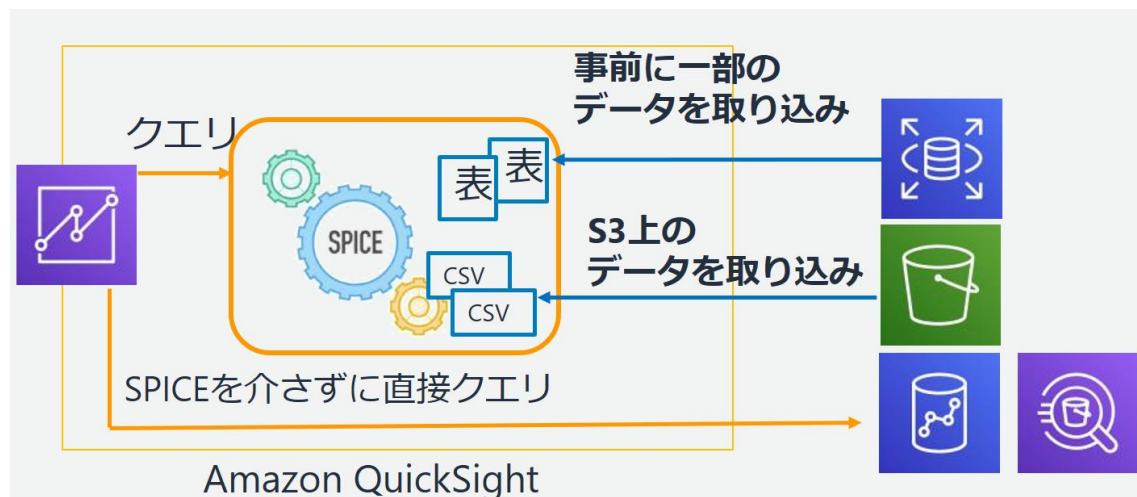 事前に一部の
データを取り込み
クエリ
表
表
S3上の
データを取り込み
SPICE
CSV
CSV
SPICEを介さずに直接クエリ
Amazon QuickSight